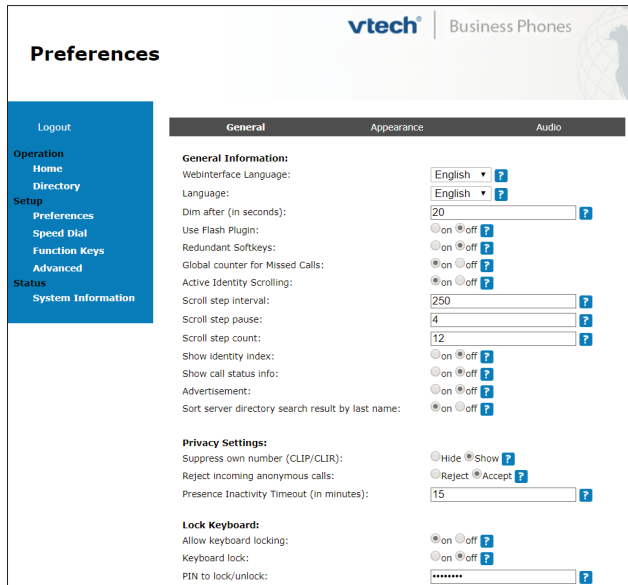 vtech® Business Phones
Preferences
Logout
Operation
Home
Directory
Setup
Preferences
Speed Dial
Function Keys
Advanced
Status
System Information
General Appearance Audio
General Information:
Webinterface Language: English ?
Language: English ?
Dim after (in seconds): 20 ?
Use Flash Plugin: on off ?
Redundant Softkeys: on off ?
Global counter for Missed Calls: on off ?
Active Identity Scrolling: on off ?
Scroll step interval: 250 ?
Scroll step pause: 4 ?
Scroll step count: 12 ?
Show identity index: on off ?
Show call status info: on off ?
Advertisement: on off ?
Sort server directory search result by last name: on off ?
Privacy Settings:
Suppress own number (CLIP/CLIR): Hide Show ?
Reject incoming anonymous calls: Reject Accept ?
Presence Inactivity Timeout (in minutes): 15 ?
Lock Keyboard:
Allow keyboard locking: on off ?
Keyboard lock: on off ?
PIN to lock/unlock: •••••••• ?